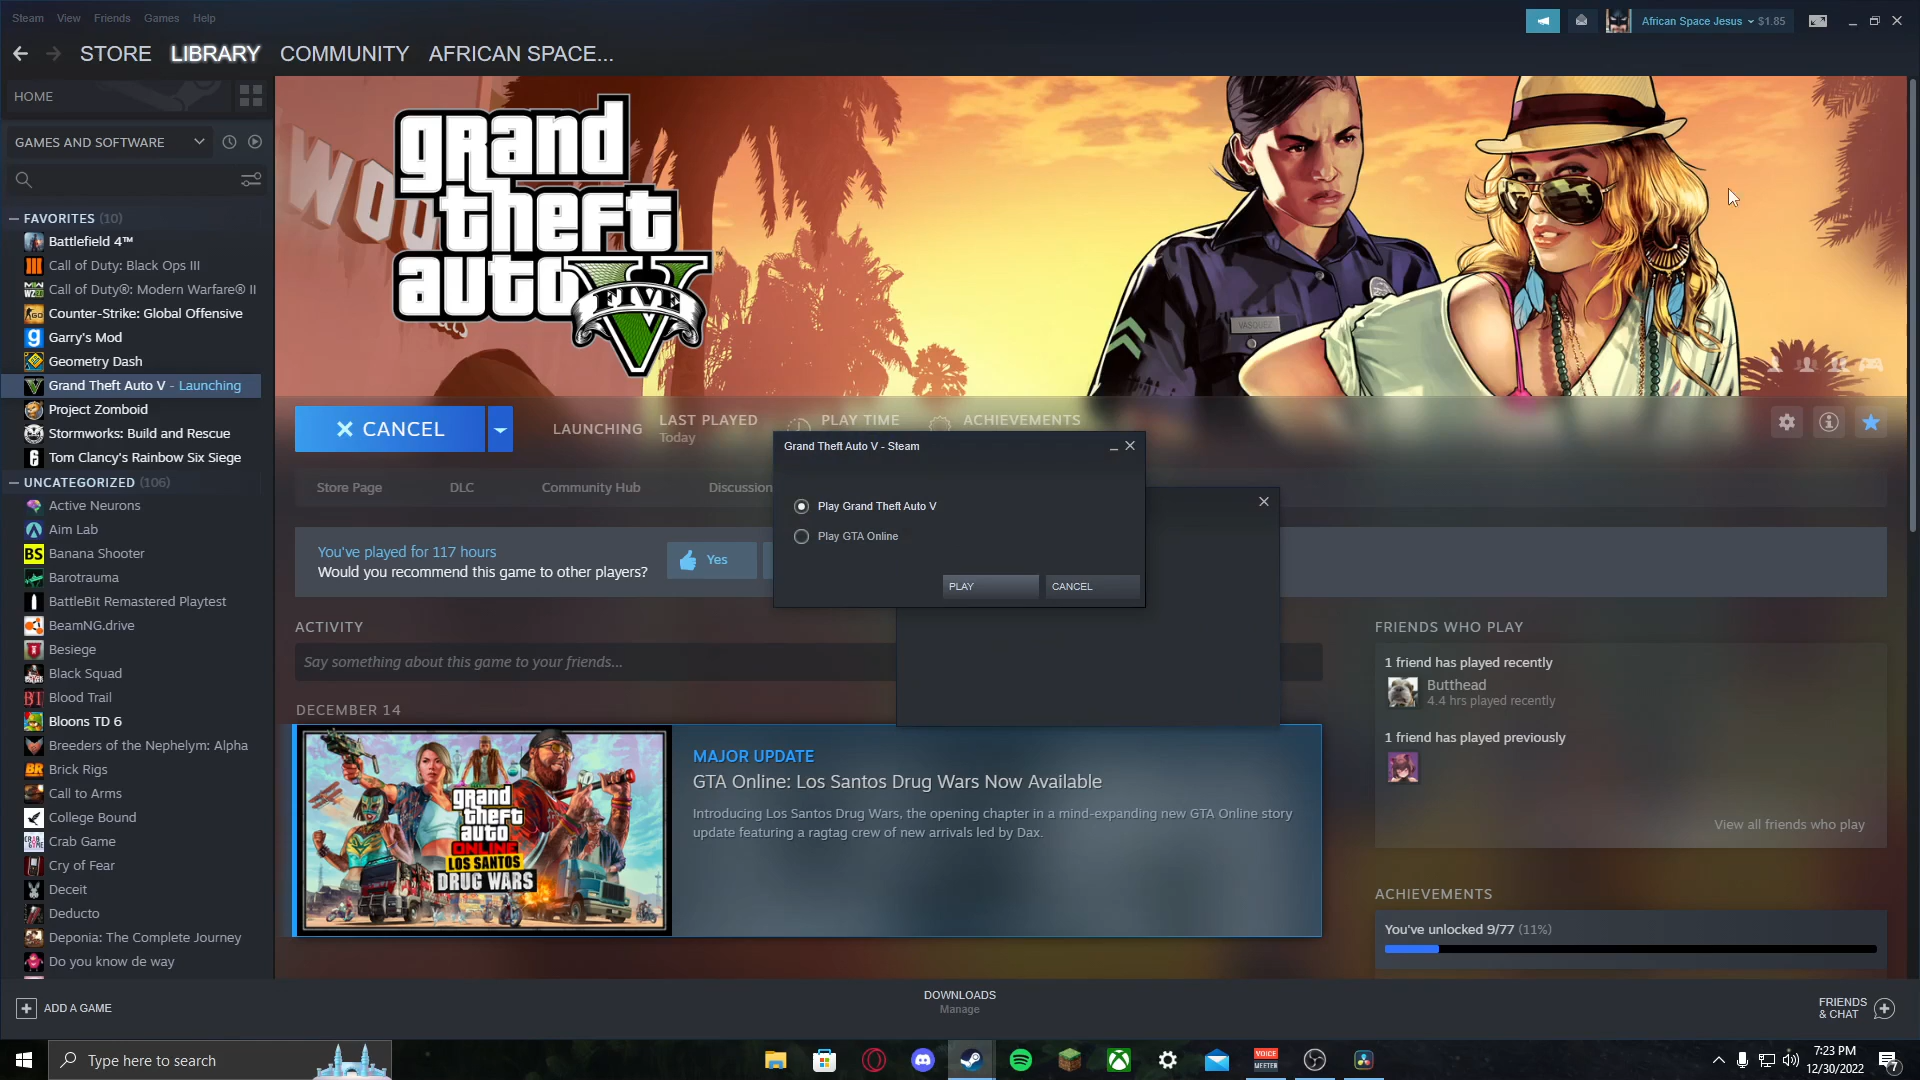 Steam View Friends Games Help
African Space Jesus $1.85
STORE LIBRARY COMMUNITY AFRICAN SPACE...
HOME
GAMES AND SOFTWARE
FAVORITES (10)
Battlefield 4™
Call of Duty: Black Ops III
Call of Duty®: Modern Warfare® II
Counter-Strike: Global Offensive
Garry's Mod
Geometry Dash
Grand Theft Auto V - Launching
Project Zomboid
Stormworks: Build and Rescue
Tom Clancy's Rainbow Six Siege
UNCATEGORIZED (106)
Active Neurons
Aim Lab
BS Banana Shooter
Barotrauma
BattleBit Remastered Playtest
BeamNG.drive
Besiege
Black Squad
BT Blood Trail
Bloons TD 6
Breeders of the Nephelym: Alpha
BR Brick Rigs
Call to Arms
College Bound
Crab Game
Cry of Fear
Deceit
Deducto
Deponia: The Complete Journey
Do you know de way
ADD A GAME
grand
theft
auto
FIVE
VASQUEZ
CANCEL
LAUNCHING
LAST PLAYED
Today
PLAY TIME
ACHIEVEMENTS
Store Page DLC Community Hub Discussion
Grand Theft Auto V - Steam
Play Grand Theft Auto V
Play GTA Online
PLAY CANCEL
You've played for 117 hours
Would you recommend this game to other players?
Yes
ACTIVITY
Say something about this game to your friends...
DECEMBER 14
grand
theft
auto
ONLINE
LOS SANTOS
DRUG WARS
MAJOR UPDATE
GTA Online: Los Santos Drug Wars Now Available
Introducing Los Santos Drug Wars, the opening chapter in a mind-expanding new GTA Online story
update featuring a ragtag crew of new arrivals led by Dax.
FRIENDS WHO PLAY
1 friend has played recently
Butthead
4.4 hrs played recently
1 friend has played previously
View all friends who play
ACHIEVEMENTS
You've unlocked 9/77 (11%)
DOWNLOADS
Manage
FRIENDS
& CHAT
Type here to search
VOICE
MEETER
7:23 PM
12/30/2022
7